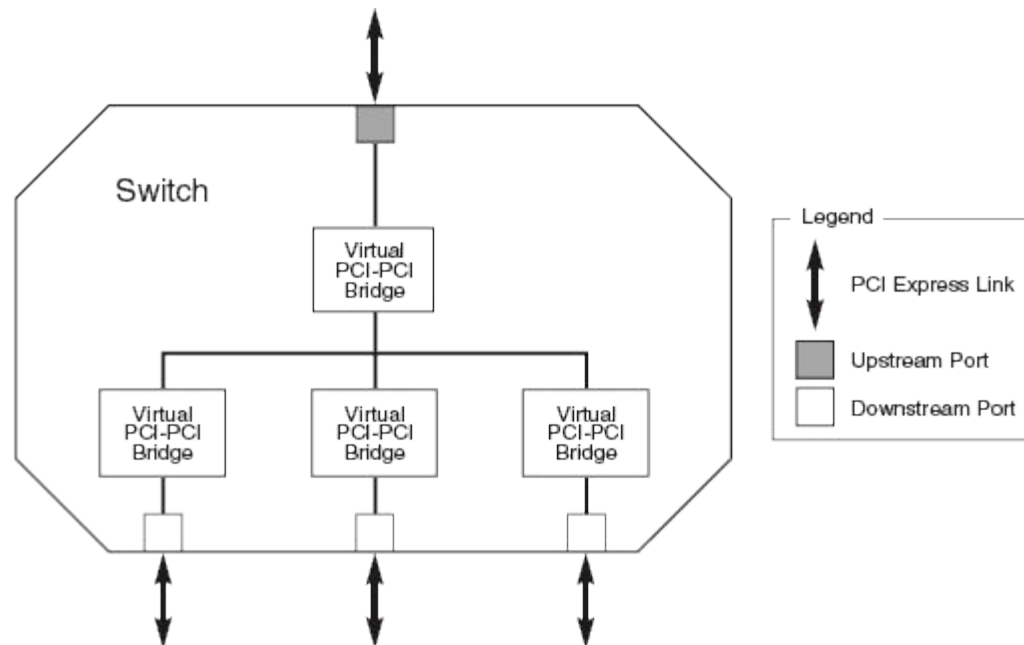 Switch
Virtual
PCI-PCI
Bridge
Virtual
PCI-PCI
Bridge
Virtual
PCI-PCI
Bridge
Virtual
PCI-PCI
Bridge
Legend
PCI Express Link
Upstream Port
Downstream Port